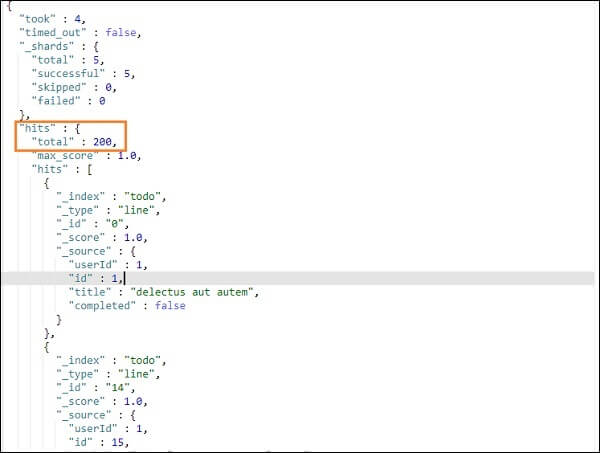 {
"took" : 4,
"timed_out" : false,
"_shards" : {
"total" : 5,
"successful" : 5,
"skipped" : 0,
"failed" : 0
},
"hits" : {
"total" : 200,
"max_score" : 1.0,
"hits" : [
{
"_index" : "todo",
"_type" : "line",
"_id" : "0",
"_score" : 1.0,
"_source" : {
"userId" : 1,
"id" : 1,
"title" : "delectus aut autem",
"completed" : false
}
},
{
"_index" : "todo",
"_type" : "line",
"_id" : "14",
"_score" : 1.0,
"_source" : {
"userId" : 1,
"id" : 15,